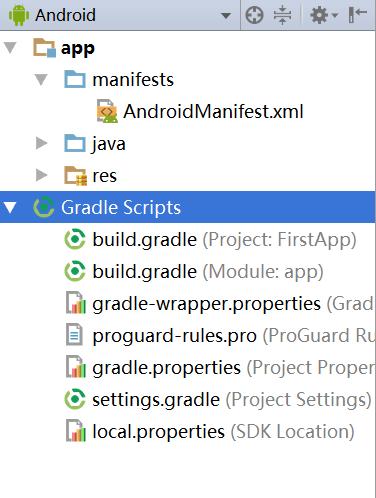 Android
app
manifests
AndroidManifest.xml
java
res
Gradle Scripts
build.gradle (Project: FirstApp)
build.gradle (Module: app)
gradle-wrapper.properties (Grad
proguard-rules.pro (ProGuard Ru
gradle.properties (Project Proper
settings.gradle (Project Settings)
local.properties (SDK Location)